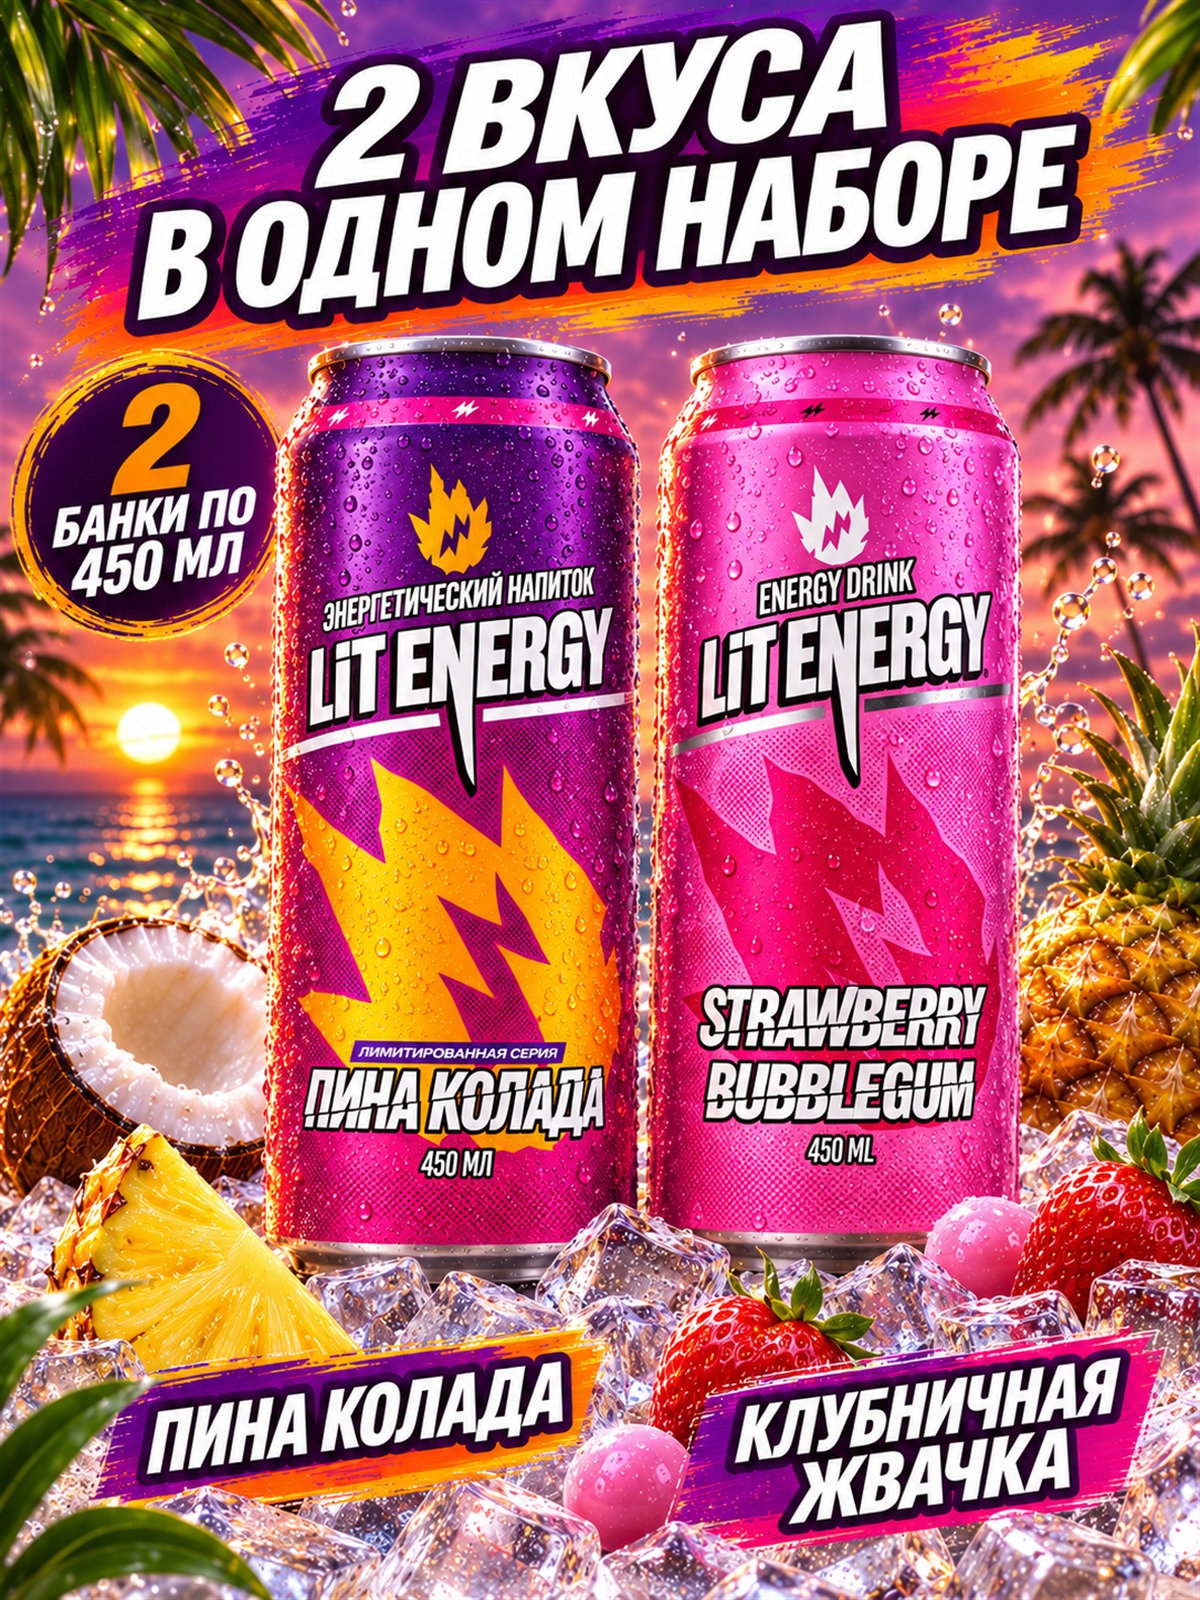 2 ВКУСА
В ОДНОМ НАБОРЕ
2
БАНКИ ПО
450 МЛ
ЭНЕРГЕТИЧЕСКИЙ НАПИТОК
LiT ENERGY
ЛИМИТИРОВАННАЯ СЕРИЯ
ПИНА КОЛАДА
450 МЛ
ENERGY DRINK
LiT ENERGY
STRAWBERRY
BUBBLEGUM
450 ML
ПИНА КОЛАДА
КЛУБНИЧНАЯ
ЖВАЧКА